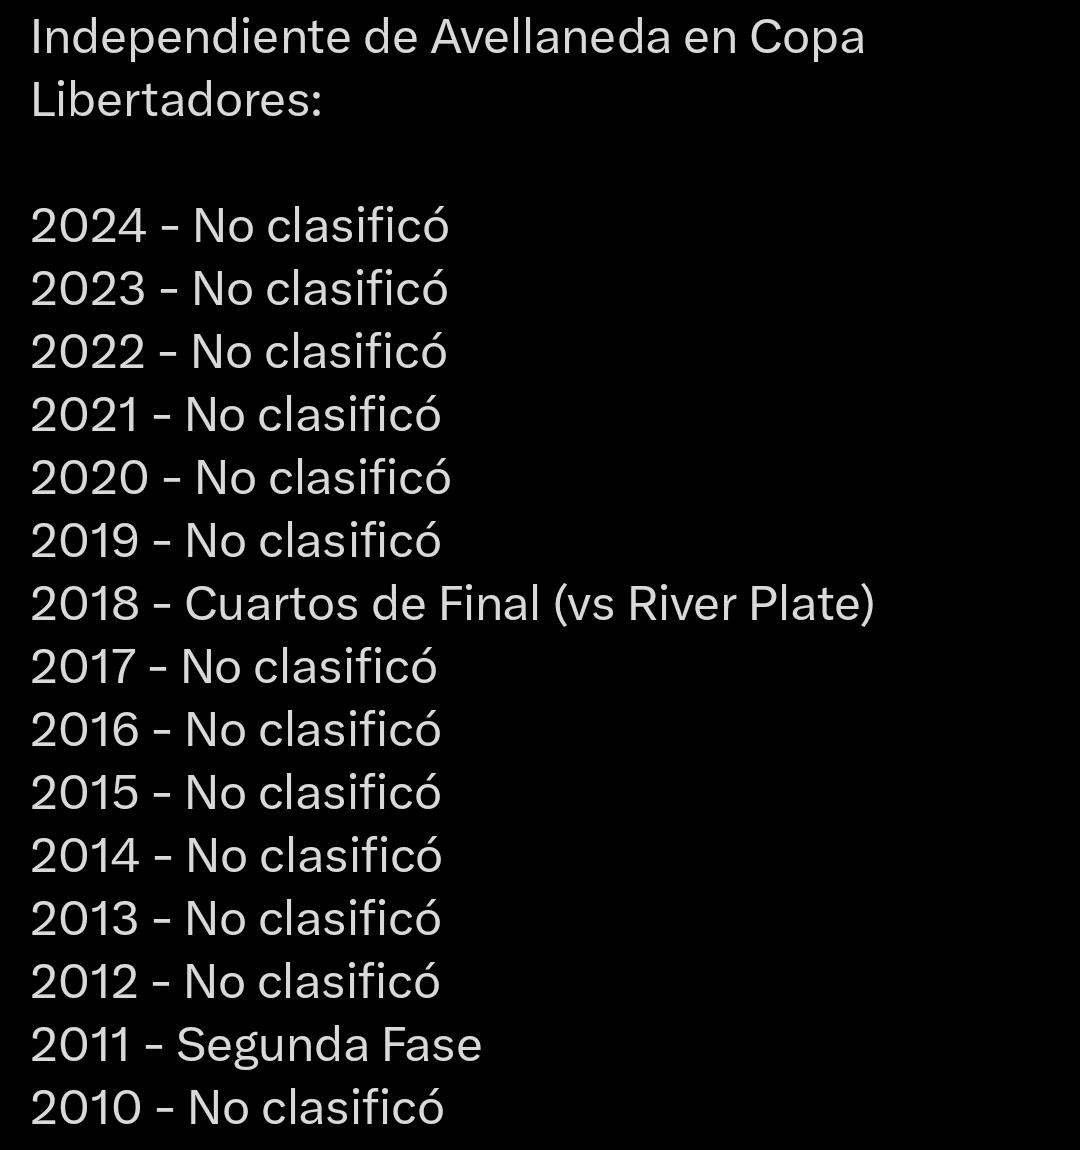 Independiente de Avellaneda en Copa
Libertadores:
2024 - No clasificó
2023 - No clasificó
2022 - No clasificó
2021 - No clasificó
2020 - No clasificó
2019 - No clasificó
2018 - Cuartos de Final (vs River Plate)
2017 - No clasificó
2016 - No clasificó
2015 - No clasificó
2014 - No clasificó
2013 - No clasificó
2012 - No clasificó
2011 - Segunda Fase
2010 - No clasificó